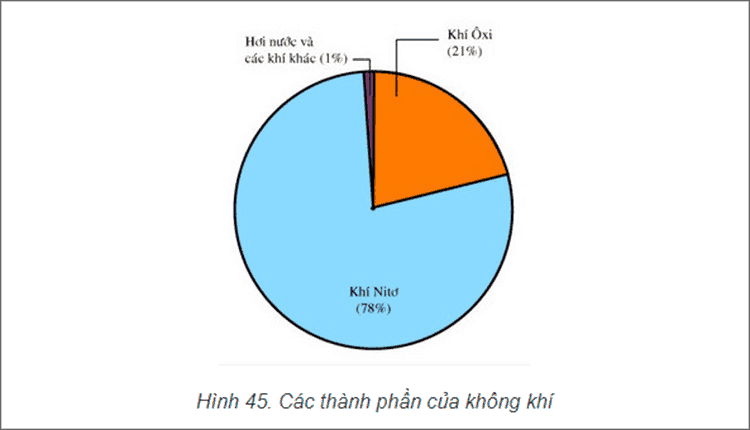 Hơi nước và
các khí khác (1%)
Khí Ôxi
(21%)
Khí Nitơ
(78%)
Hình 45. Các thành phần của không khí